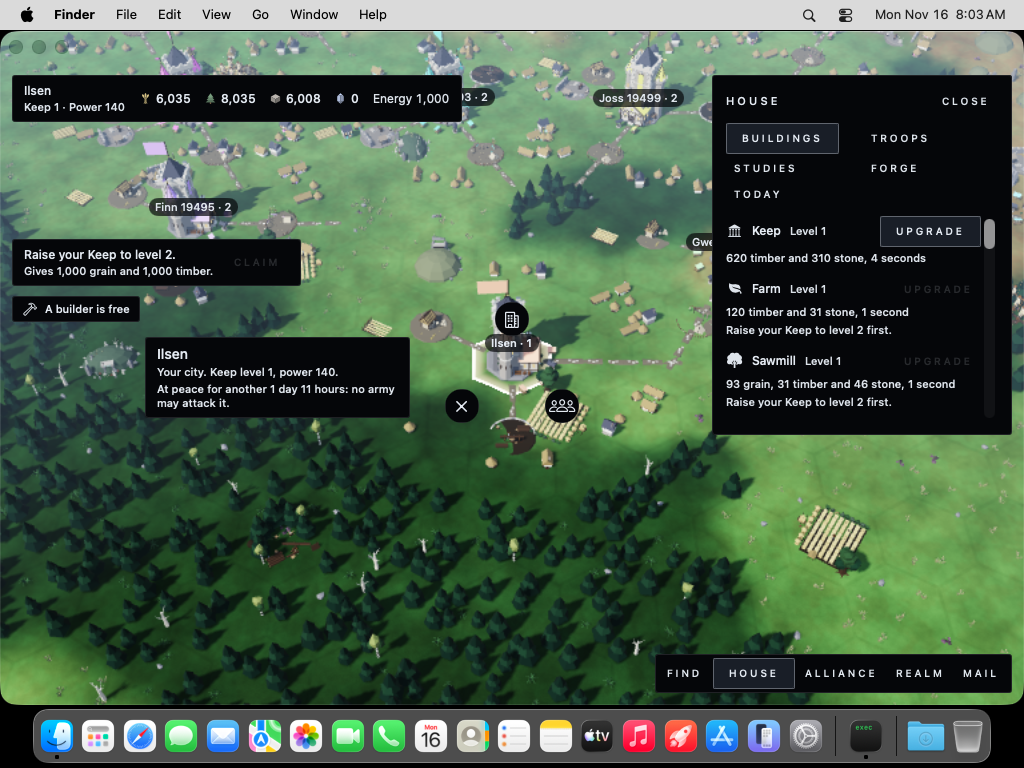 Finder File Edit View Go Window Help Mon Nov 16 8:03 AM
Ilsen
Keep 1 · Power 140
6,035 8,035 6,008 0 Energy 1,000
93 · 2
Joss 19499 · 2
Finn 19495 · 2
Raise your Keep to level 2.
Gives 1,000 grain and 1,000 timber.
CLAIM
A builder is free
Ilsen · 1
Ilsen
Your city. Keep level 1, power 140.
At peace for another 1 day 11 hours: no army
may attack it.
HOUSE CLOSE
BUILDINGS TROOPS
STUDIES FORGE
TODAY
Keep Level 1 UPGRADE
620 timber and 310 stone, 4 seconds
Farm Level 1 UPGRADE
120 timber and 31 stone, 1 second
Raise your Keep to level 2 first.
Sawmill Level 1 UPGRADE
93 grain, 31 timber and 46 stone, 1 second
Raise your Keep to level 2 first.
FIND HOUSE ALLIANCE REALM MAIL
Mon
16
tv
exec